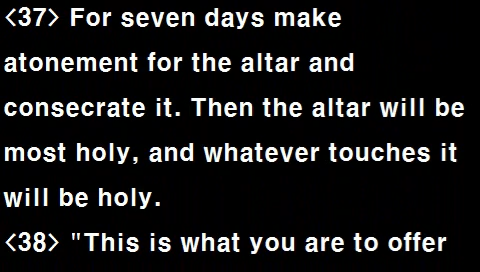 <37> For seven days make
atonement for the altar and
consecrate it. Then the altar will be
most holy, and whatever touches it
will be holy.
<38> "This is what you are to offer